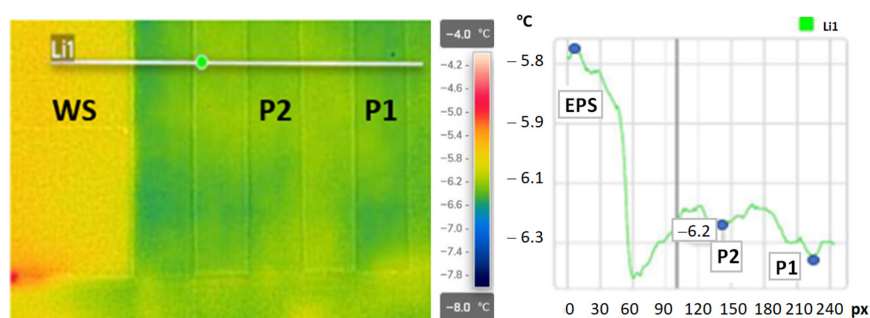 Li1
WS
P2
P1
−4.0 °C
−4.2
−4.6
−5.0
−5.4
−5.8
−6.2
−6.6
−7.0
−7.4
−7.8
−8.0 °C
°C
Li1
−5.8
EPS
−5.9
−6.1
−6.2
−6.3
P2
P1
0 30 60 90 120 150 180 210 240 px